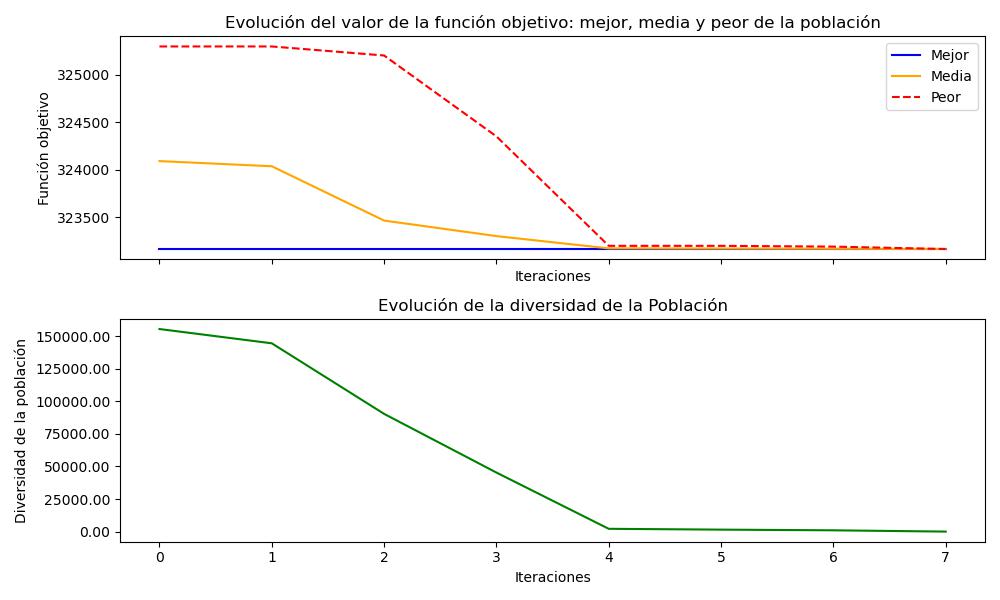 Evolución del valor de la función objetivo: mejor, media y peor de la población
Función objetivo
325000
324500
324000
323500
Mejor
Media
Peor
Iteraciones
Evolución de la diversidad de la Población
Diversidad de la población
150000.00
125000.00
100000.00
75000.00
50000.00
25000.00
0.00
0 1 2 3 4 5 6 7
Iteraciones